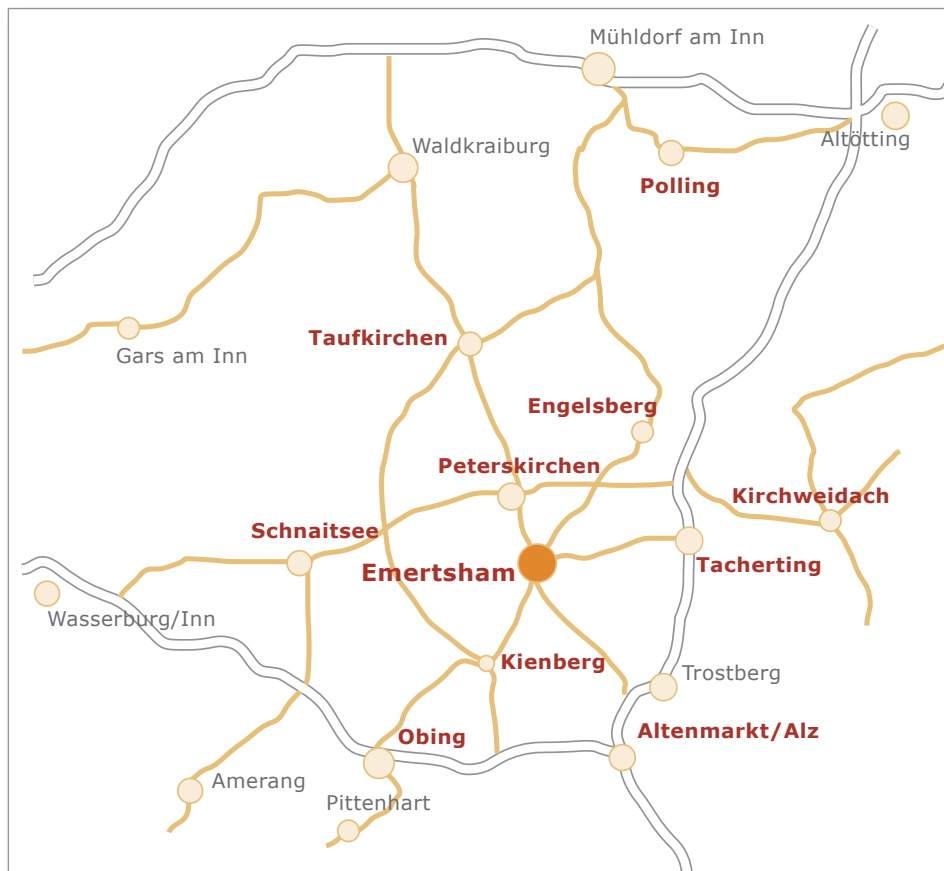 Mühldorf am Inn
Altötting
Waldkraiburg
Polling
Taufkirchen
Gars am Inn
Engelsberg
Peterskirchen
Kirchweidach
Schnaitsee
Emertsham
Tacherting
Wasserburg/Inn
Kienberg
Trostberg
Obing
Altenmarkt/Alz
Amerang
Pittenhart